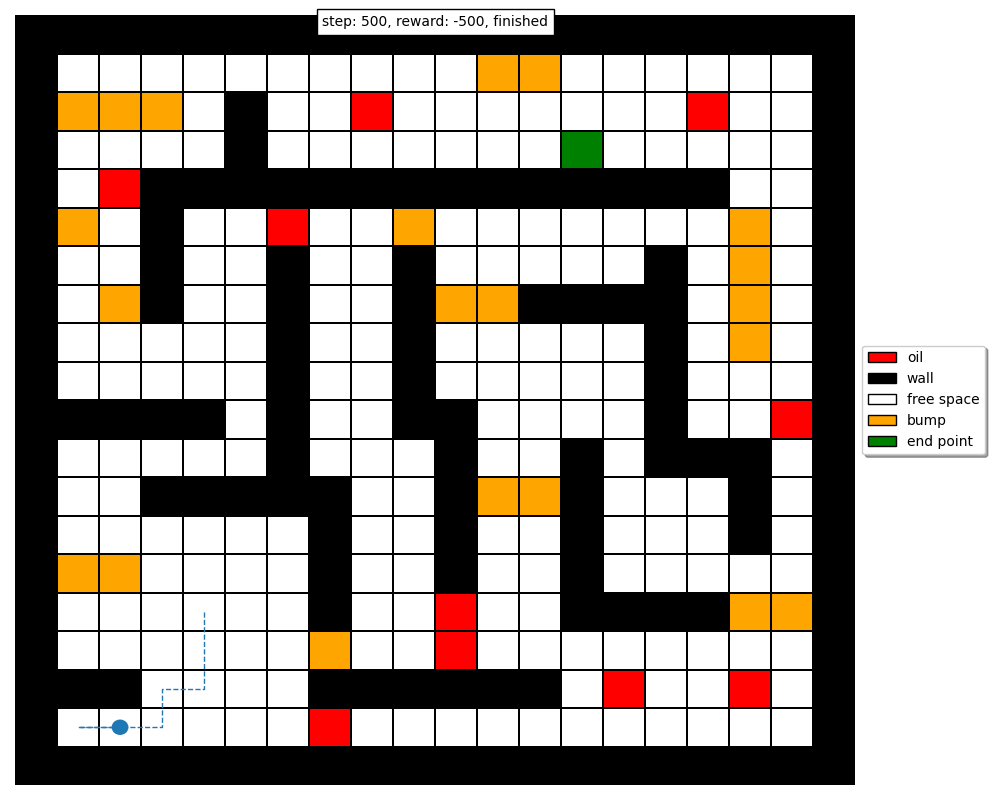 step: 500, reward: -500, finished
oil
wall
free space
bump
end point